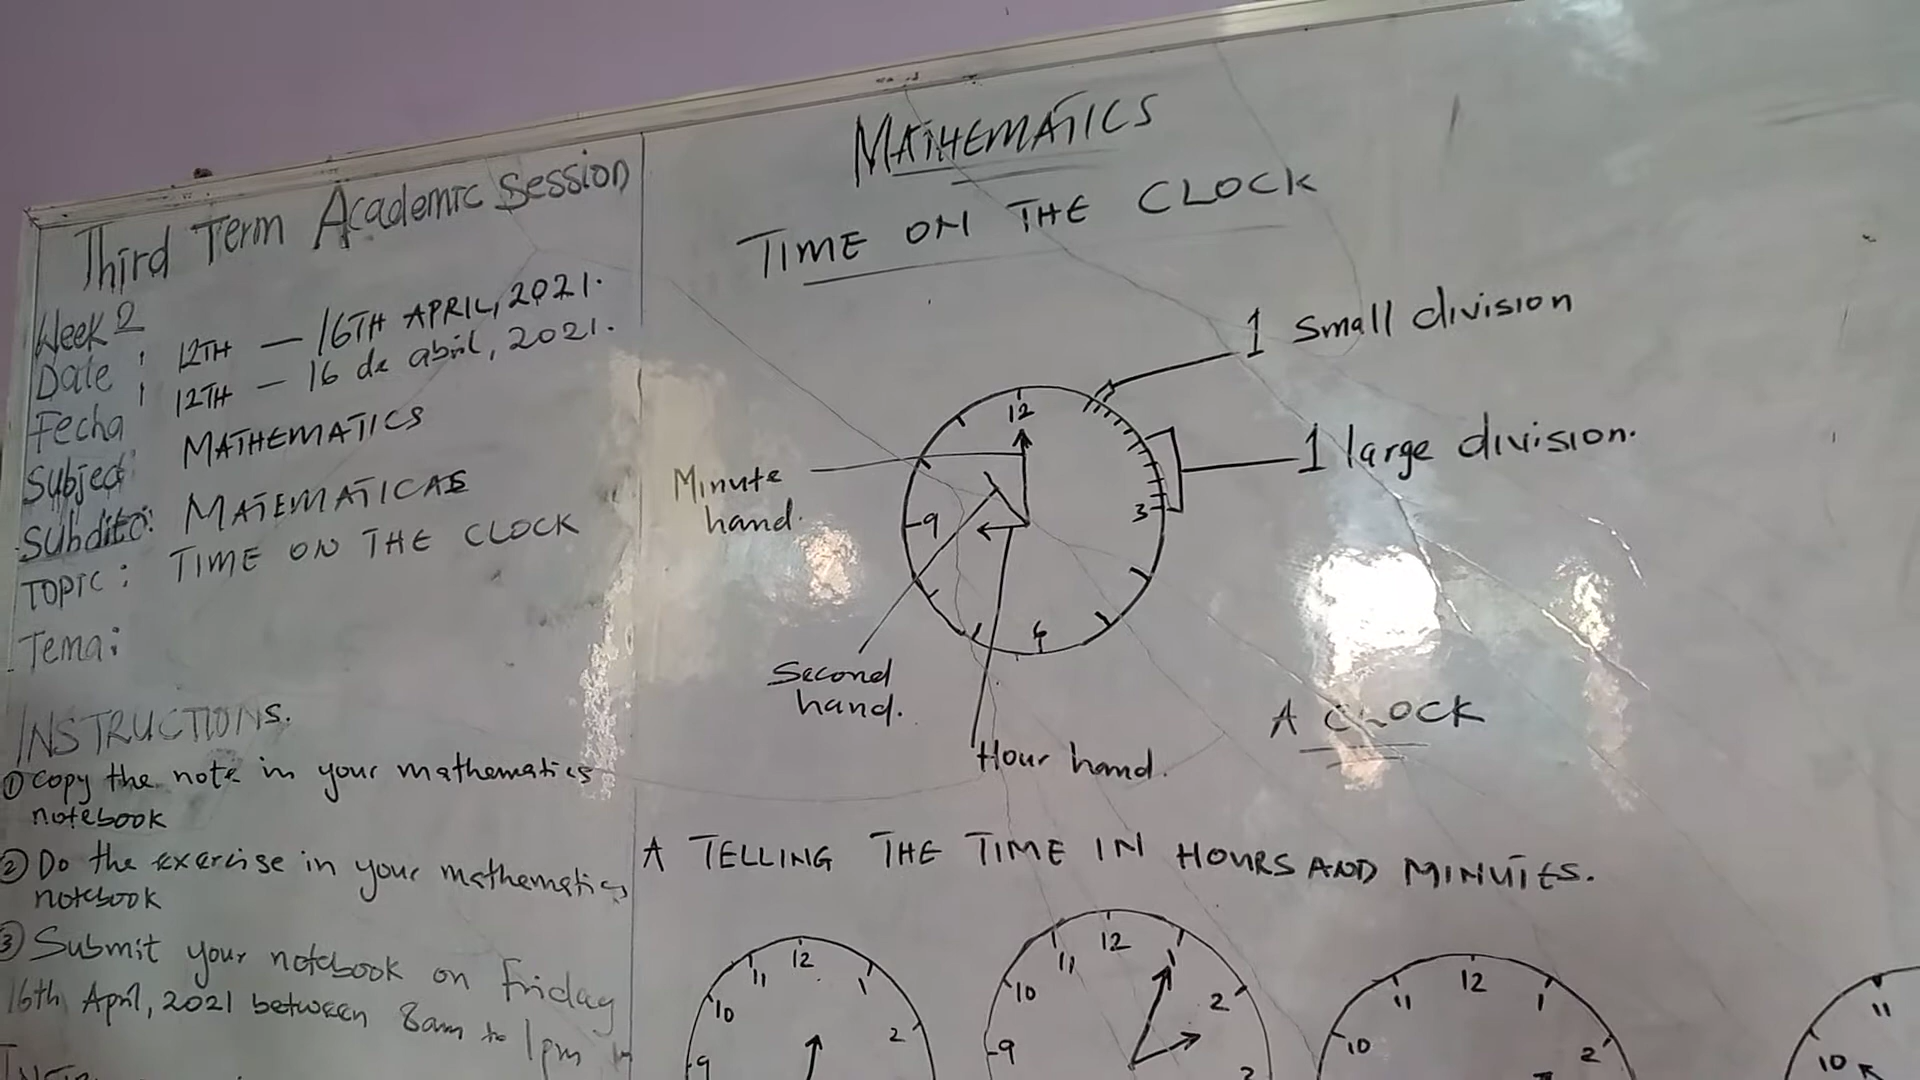 Third Term Academic Session
Week 2
Date : 12TH — 16TH APRIL, 2021.
Fecha : 12TH — 16 de abril, 2021.
Subject: MATHEMATICS
Subdito: MATEMATICAS
TOPIC : TIME ON THE CLOCK
Tema:
INSTRUCTIONS.
① Copy the note in your mathematics
notebook
② Do the exercise in your mathematics
notebook
③ Submit your notebook on Friday
16th April, 2021 between 8am to 1pm
MATHEMATICS
TIME ON THE CLOCK
1 Small division
1 large division.
12
3
6
9
Minute
hand.
Second
hand.
Hour hand.
A CLOCK
A TELLING THE TIME IN HOURS AND MINUTES.
12
11
1
10
2
9
12
11
1
10
2
9
12
11
1
10
2
11
10